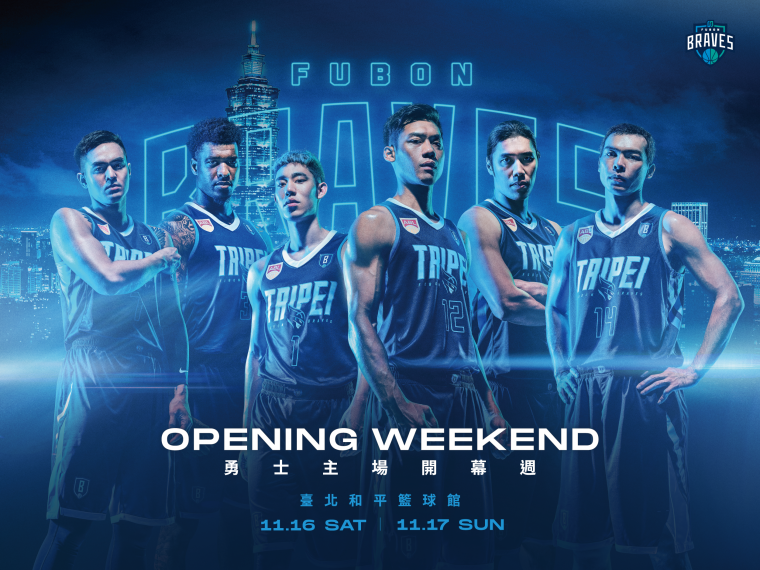 FUBON
BRAVES
FUBON
BRAVES
TAIPEI
TAIPEI
1
TAIPEI
12
TAIPEI
TAIPEI
14
OPENING WEEKEND
勇士主場開幕週
臺北和平籃球館
11.16 SAT | 11.17 SUN